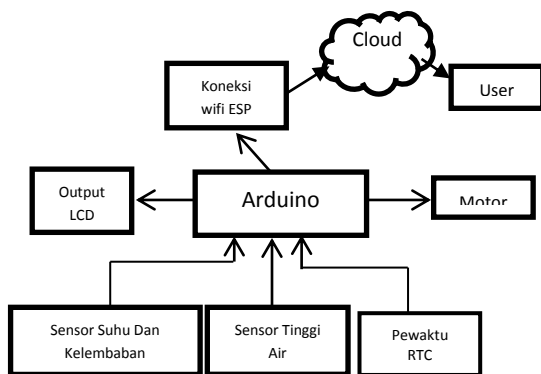 Cloud
Koneksi
wifi ESP
User
Output
LCD
Arduino
Motor
Sensor Suhu Dan
Kelembaban
Sensor Tinggi
Air
Pewaktu
RTC